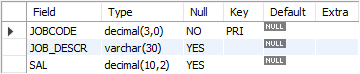 Field Type Null Key Default Extra
JOBCODE decimal(3,0) NO PRI NULL
JOB_DESCR varchar(30) YES NULL
SAL decimal(10,2) YES NULL